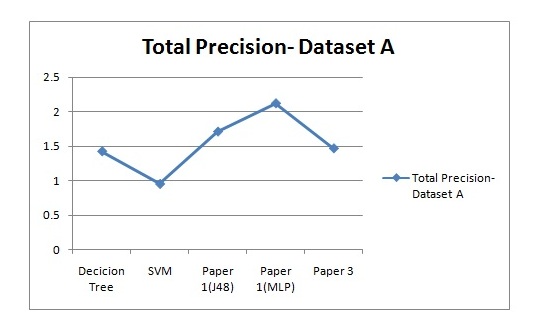 Total Precision- Dataset A
2.5
2
1.5
1
0.5
0
Decicion
Tree
SVM
Paper
1(J48)
Paper
1(MLP)
Paper 3
Total Precision-
Dataset A